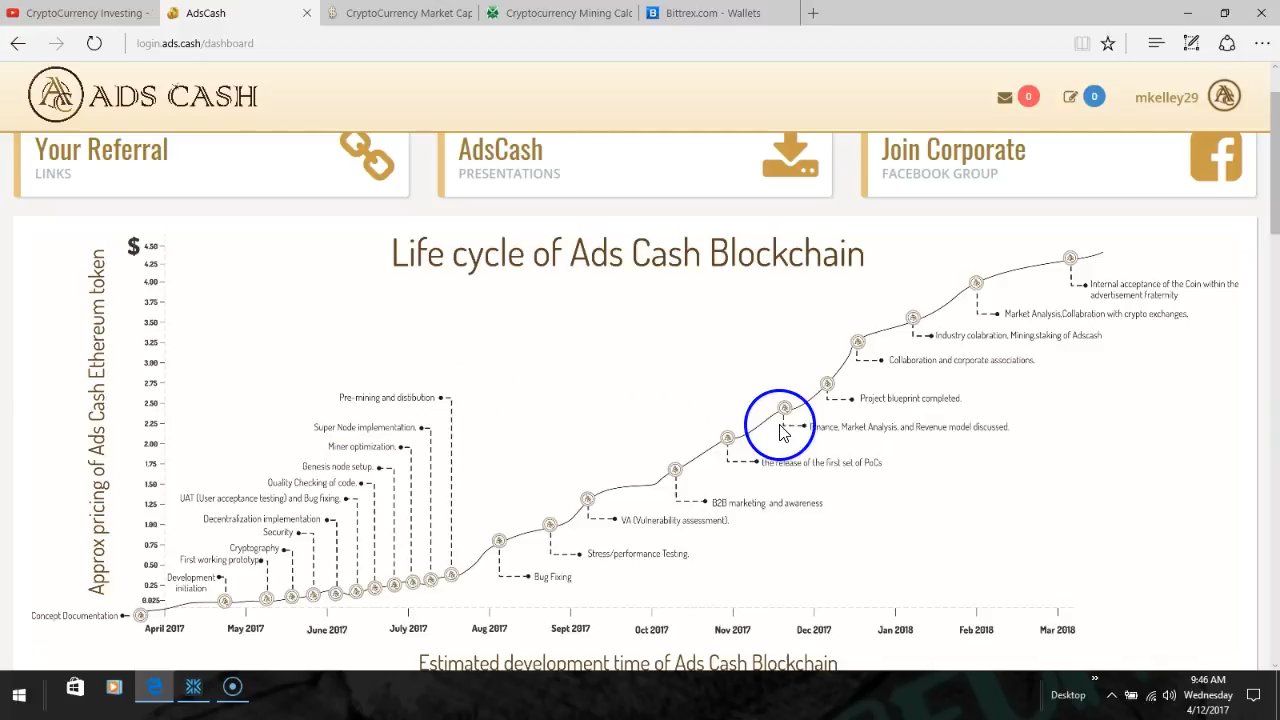 CryptoCurrency Investing -
AdsCash
CryptoCurrency Market Cap
Cryptocurrency Mining Calc
Bittrex.com - Wallets
login.ads.cash/dashboard
ADS CASH
0
0
mkelley29
Your Referral
LINKS
AdsCash
PRESENTATIONS
Join Corporate
FACEBOOK GROUP
Life cycle of Ads Cash Blockchain
$
Approx pricing of Ads Cash Ethereum token
4.50
4.25
4.00
3.75
3.50
3.25
3.00
2.75
2.50
2.25
2.00
1.75
1.50
1.25
1.00
0.75
0.50
0.25
0.025
Concept Documentation
Development
initiation
First working prototyp
Cryptography
Security
Decentralization implementation
UAT (User acceptance testing) and Bug fixing.
Quality Checking of code.
Genesis node setup.
Miner optimization.
Super Node implementation.
Pre-mining and distibution
Bug Fixing
Stress/performance Testing.
VA (Vulnerability assessment).
B2B marketing and awareness
the release of the first set of PoCs
Finance, Market Analysis, and Revenue model discussed.
Project blueprint completed.
Collaboration and corporate associations.
Industry colabration, Mining,staking of Adscash
Market Analysis,Collabration with crypto exchanges.
Internal acceptance of the Coin within the
advertisement fraternity
April 2017
May 2017
June 2017
July 2017
Aug 2017
Sept 2017
Oct 2017
Nov 2017
Dec 2017
Jan 2018
Feb 2018
Mar 2018
Estimated development time of Ads Cash Blockchain
Desktop
9:46 AM
Wednesday
4/12/2017